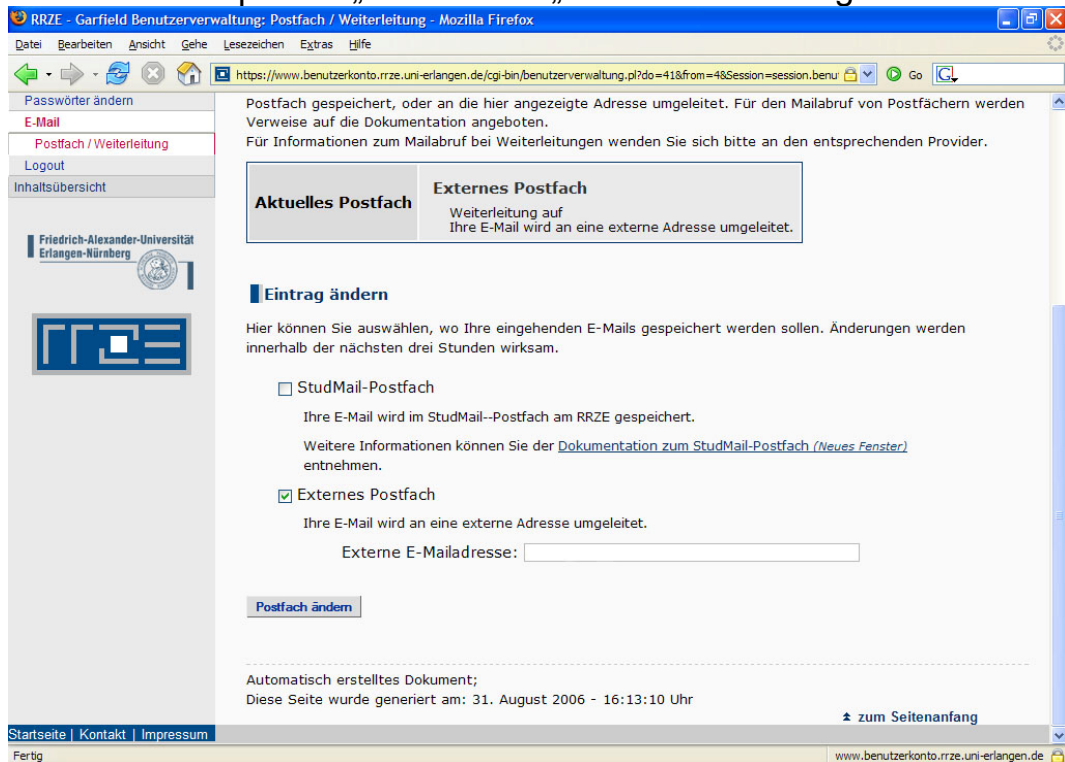 RRZE - Garfield Benutzerverwaltung: Postfach / Weiterleitung - Mozilla Firefox
Datei Bearbeiten Ansicht Gehe Lesezeichen Extras Hilfe
https://www.benutzerkonto.rrze.uni-erlangen.de/cgi-bin/benutzerverwaltung.pl?do=41&from=4&Session=session.benu Go
Passwörter ändern
E-Mail
Postfach / Weiterleitung
Logout
Inhaltsübersicht
Friedrich-Alexander-Universität
Erlangen-Nürnberg
RRZE
Postfach gespeichert, oder an die hier angezeigte Adresse umgeleitet. Für den Mailabruf von Postfächern werden
Verweise auf die Dokumentation angeboten.
Für Informationen zum Mailabruf bei Weiterleitungen wenden Sie sich bitte an den entsprechenden Provider.
Aktuelles Postfach
Externes Postfach
Weiterleitung auf
Ihre E-Mail wird an eine externe Adresse umgeleitet.
Eintrag ändern
Hier können Sie auswählen, wo Ihre eingehenden E-Mails gespeichert werden sollen. Änderungen werden
innerhalb der nächsten drei Stunden wirksam.
StudMail-Postfach
Ihre E-Mail wird im StudMail--Postfach am RRZE gespeichert.
Weitere Informationen können Sie der Dokumentation zum StudMail-Postfach (Neues Fenster)
entnehmen.
Externes Postfach
Ihre E-Mail wird an eine externe Adresse umgeleitet.
Externe E-Mailadresse:
Postfach ändern
Automatisch erstelltes Dokument;
Diese Seite wurde generiert am: 31. August 2006 - 16:13:10 Uhr
zum Seitenanfang
Startseite | Kontakt | Impressum
Fertig
www.benutzerkonto.rrze.uni-erlangen.de